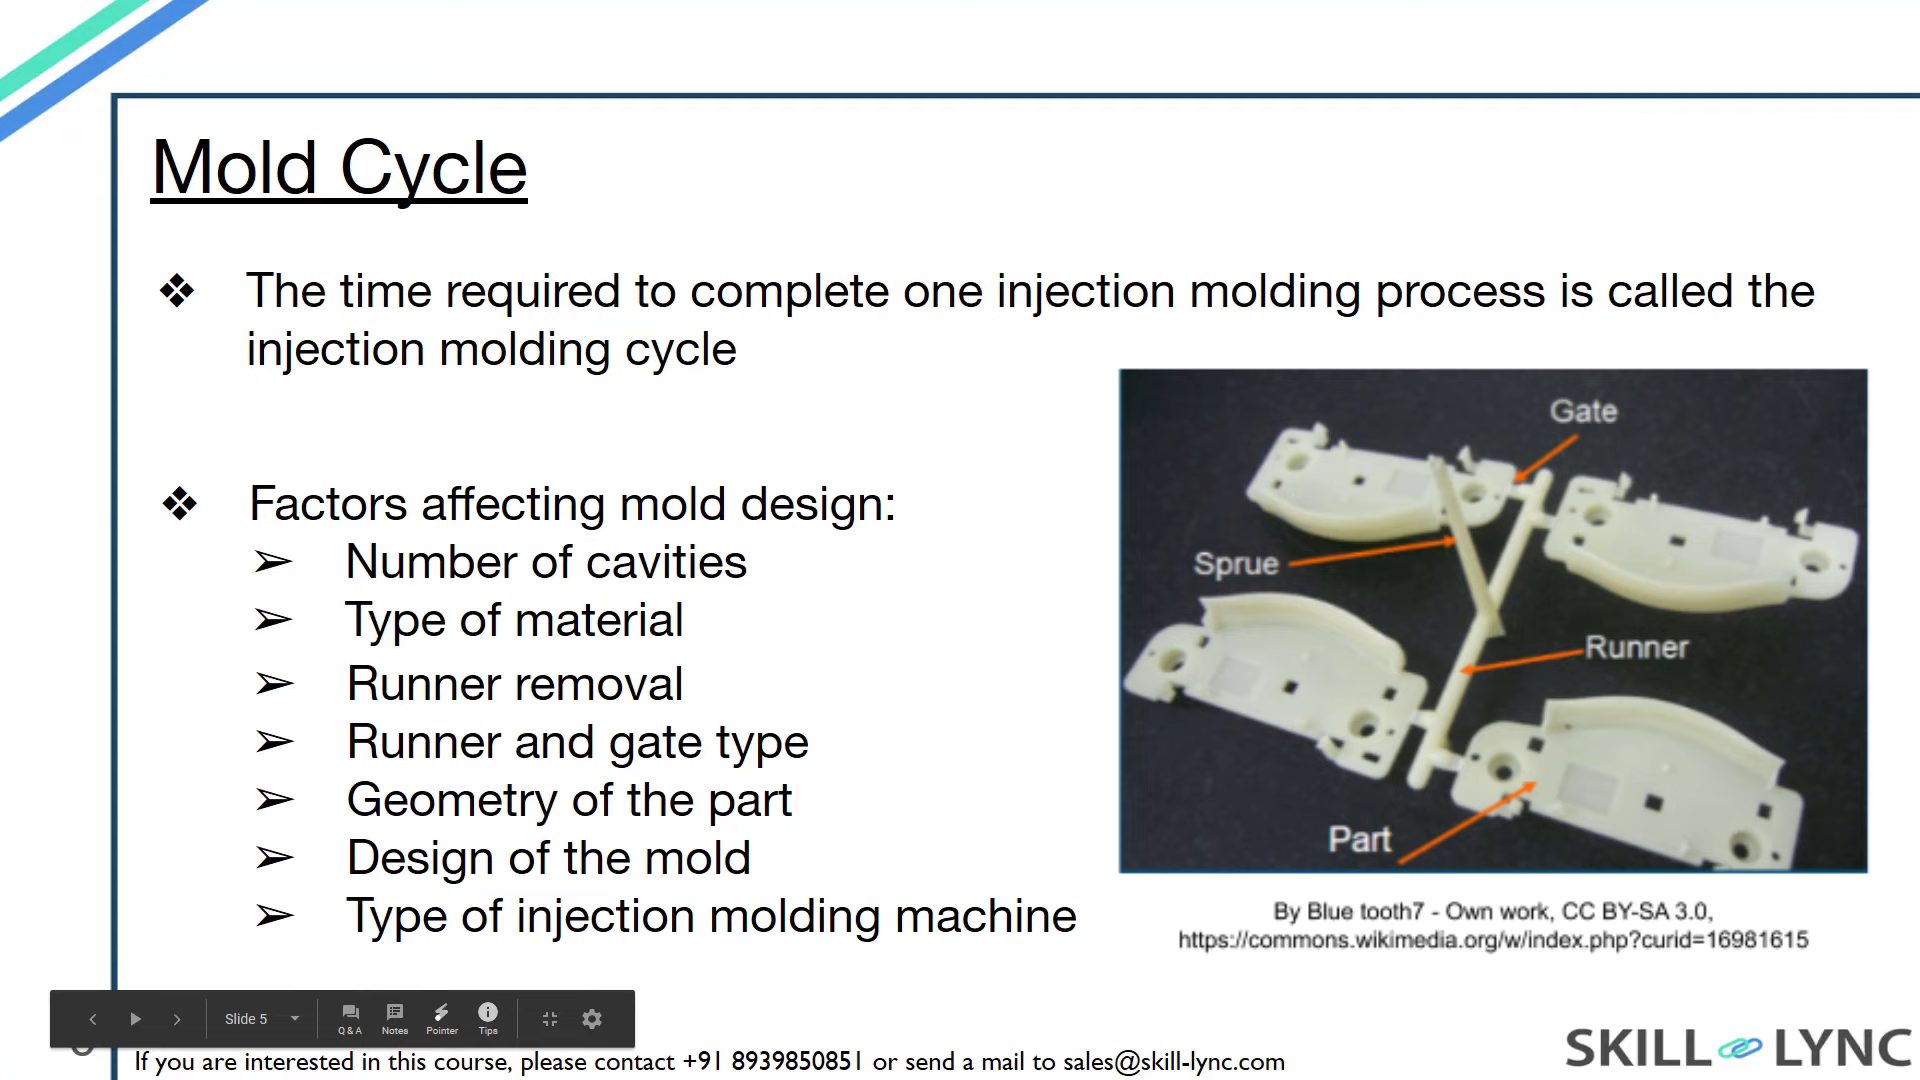 Mold Cycle
❖ The time required to complete one injection molding process is called the
injection molding cycle
❖ Factors affecting mold design:
➢ Number of cavities
➢ Type of material
➢ Runner removal
➢ Runner and gate type
➢ Geometry of the part
➢ Design of the mold
➢ Type of injection molding machine
Gate
Sprue
Runner
Part
By Blue tooth7 - Own work, CC BY-SA 3.0,
https://commons.wikimedia.org/w/index.php?curid=16981615
Slide 5
Q & A Notes Pointer Tips
If you are interested in this course, please contact +91 8939850851 or send a mail to sales@skill-lync.com
SKILL LYNC